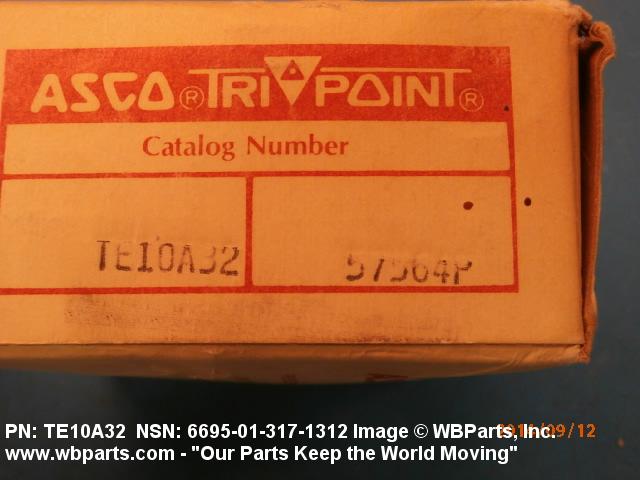 ASCO® TRI POINT®
Catalog Number
TE10A32 57564P
PN: TE10A32 NSN: 6695-01-317-1312 Image © WBParts, Inc.
www.wbparts.com - "Our Parts Keep the World Moving"